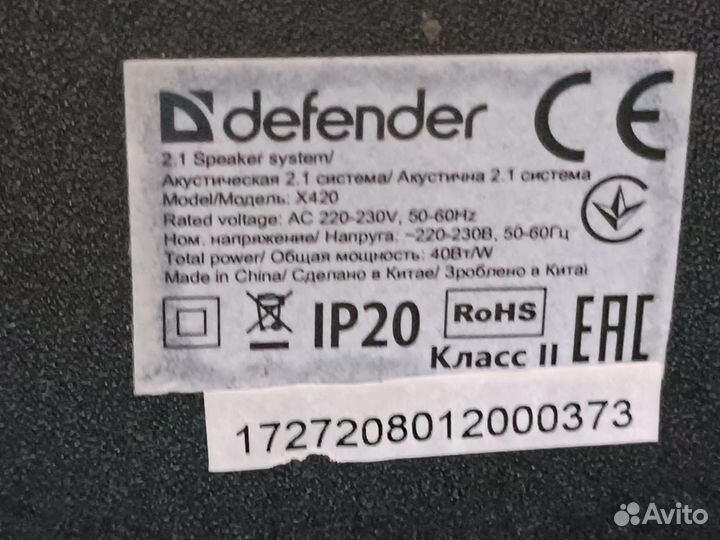 defender CE
2.1 Speaker system/
Акустическая 2.1 система/ Акустична 2.1 система
Model/Модель: X420
Rated voltage: AC 220-230V, 50-60Hz
Ном. напряжение/ Напруга: ~220-230В, 50-60Гц
Total power/ Общая мощность: 40Вт/W
Made in China/ Сделано в Китае/ Зроблено в Китаї
IP20 RoHS
Класс II EAC
1727208012000373
Avito